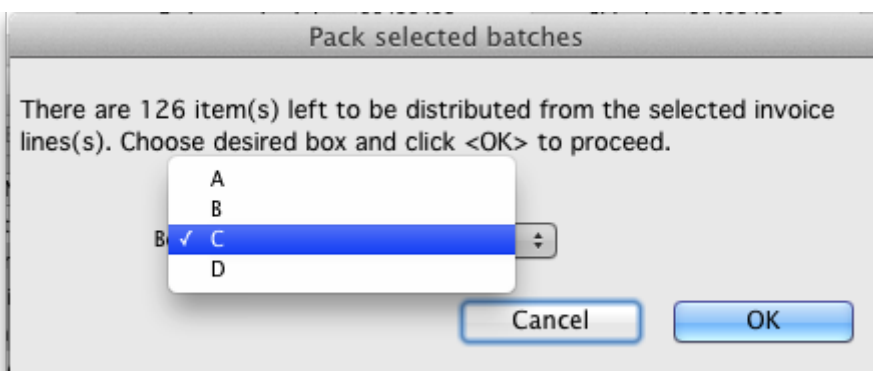 Pack selected batches
There are 126 item(s) left to be distributed from the selected invoice
lines(s). Choose desired box and click <OK> to proceed.
A
B
✓ C
D
Cancel
OK